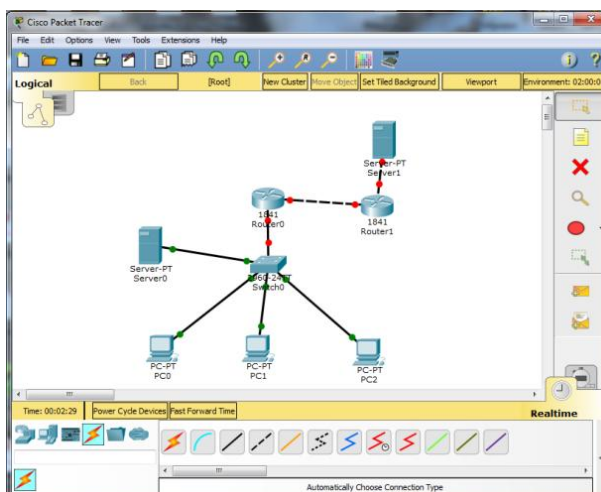 Cisco Packet Tracer
File Edit Options View Tools Extensions Help
Logical Back [Root] New Cluster Move Object Set Tiled Background Viewport Environment: 02:00:0
Server-PT
Server1
1841
Router0
1841
Router1
Server-PT
Server0
Switch0
PC-PT
PC0
PC-PT
PC1
PC-PT
PC2
Time: 00:02:29 Power Cycle Devices Fast Forward Time
Realtime
Automatically Choose Connection Type